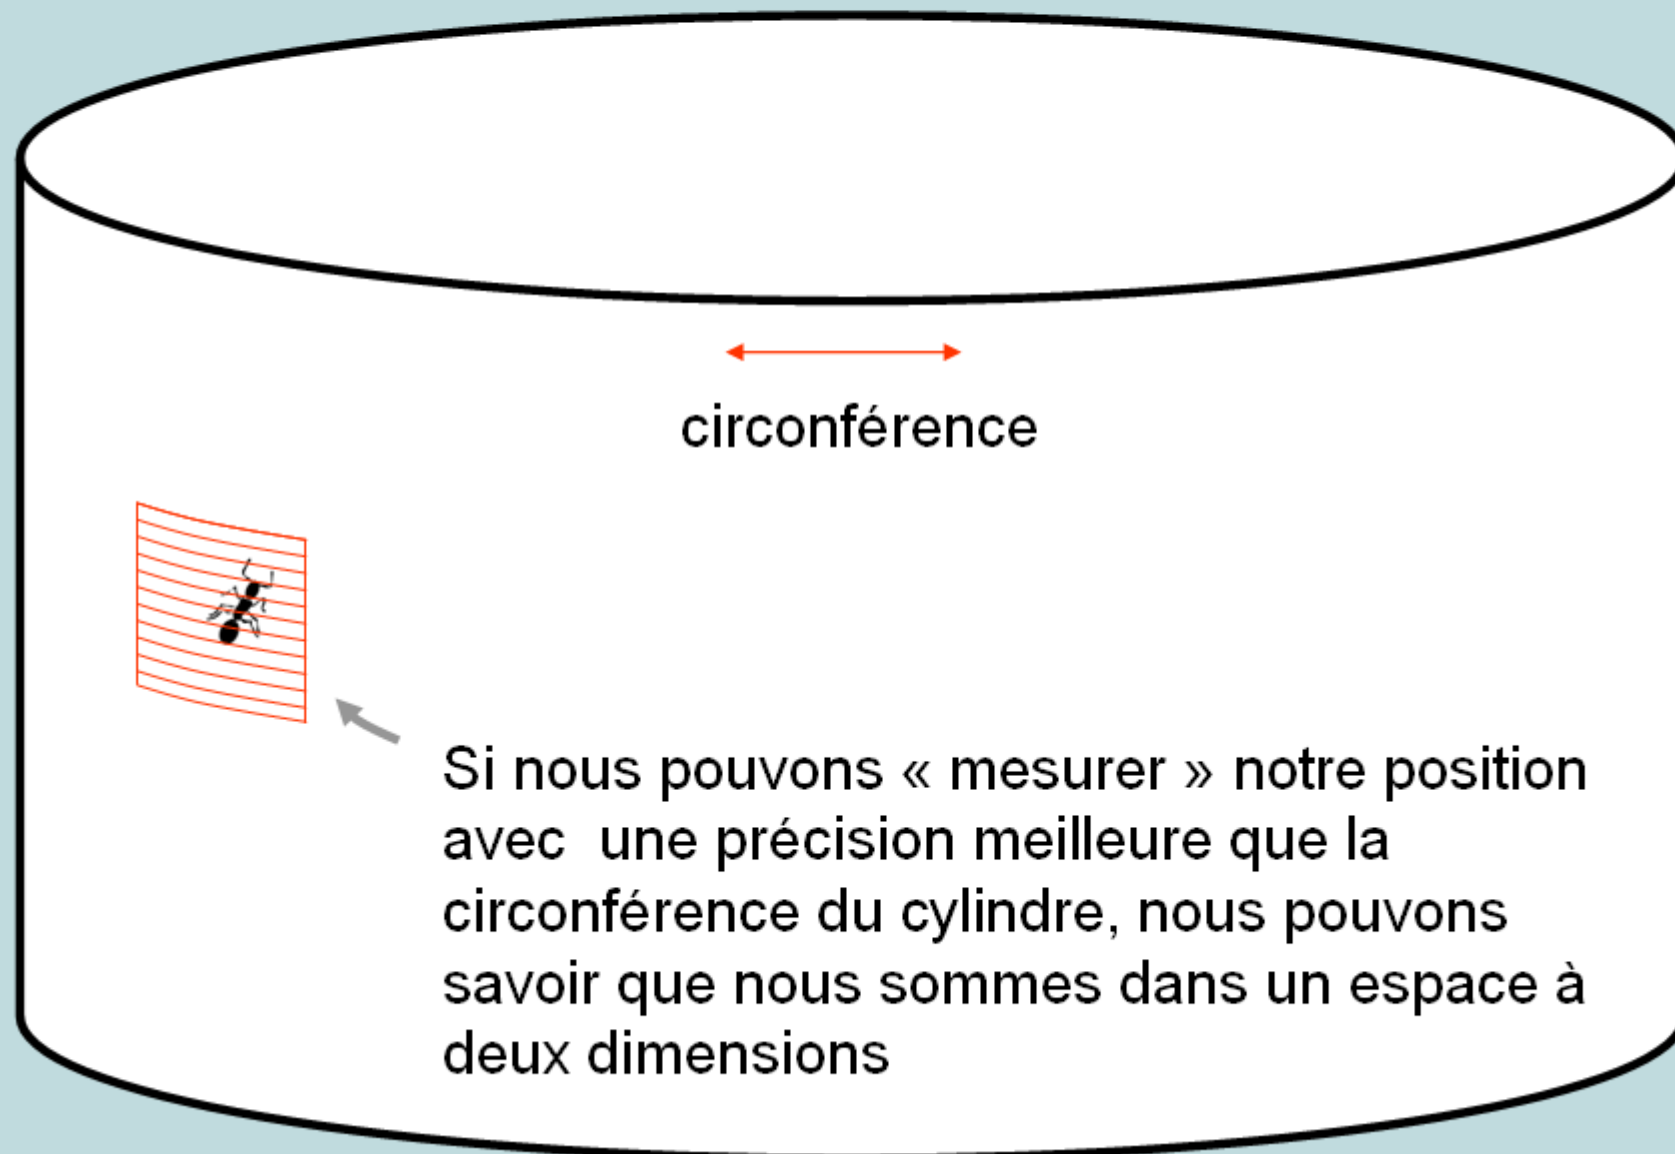 circonférence
Si nous pouvons « mesurer » notre position
avec  une précision meilleure que la
circonférence du cylindre, nous pouvons
savoir que nous sommes dans un espace à
deux dimensions